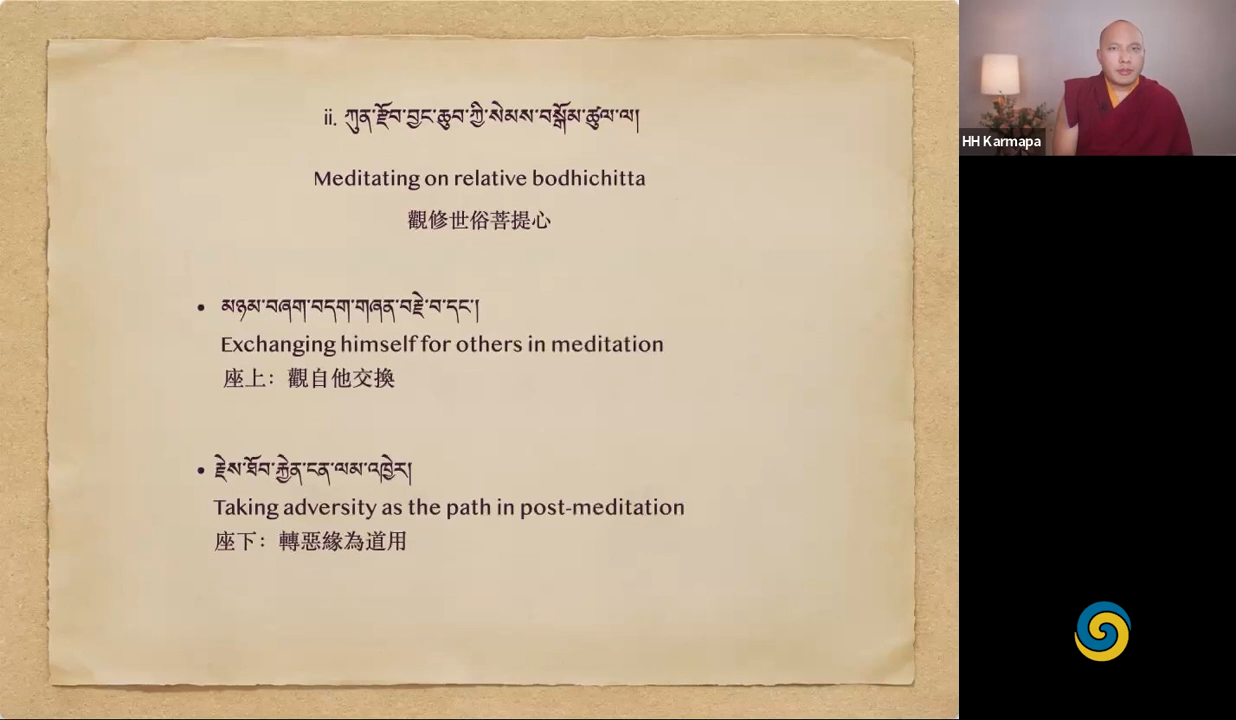 ii. ཀུན་རྫོབ་བྱང་ཆུབ་ཀྱི་སེམས་བསྒོམ་ཚུལ་ལ།
Meditating on relative bodhichitta
觀修世俗菩提心
• མཉམ་བཞག་བདག་གཞན་བརྗེ་བ་དང་།
Exchanging himself for others in meditation
座上：觀自他交換
• རྗེས་ཐོབ་རྐྱེན་ངན་ལམ་འཁྱེར།
Taking adversity as the path in post-meditation
座下：轉惡緣為道用
HH Karmapa